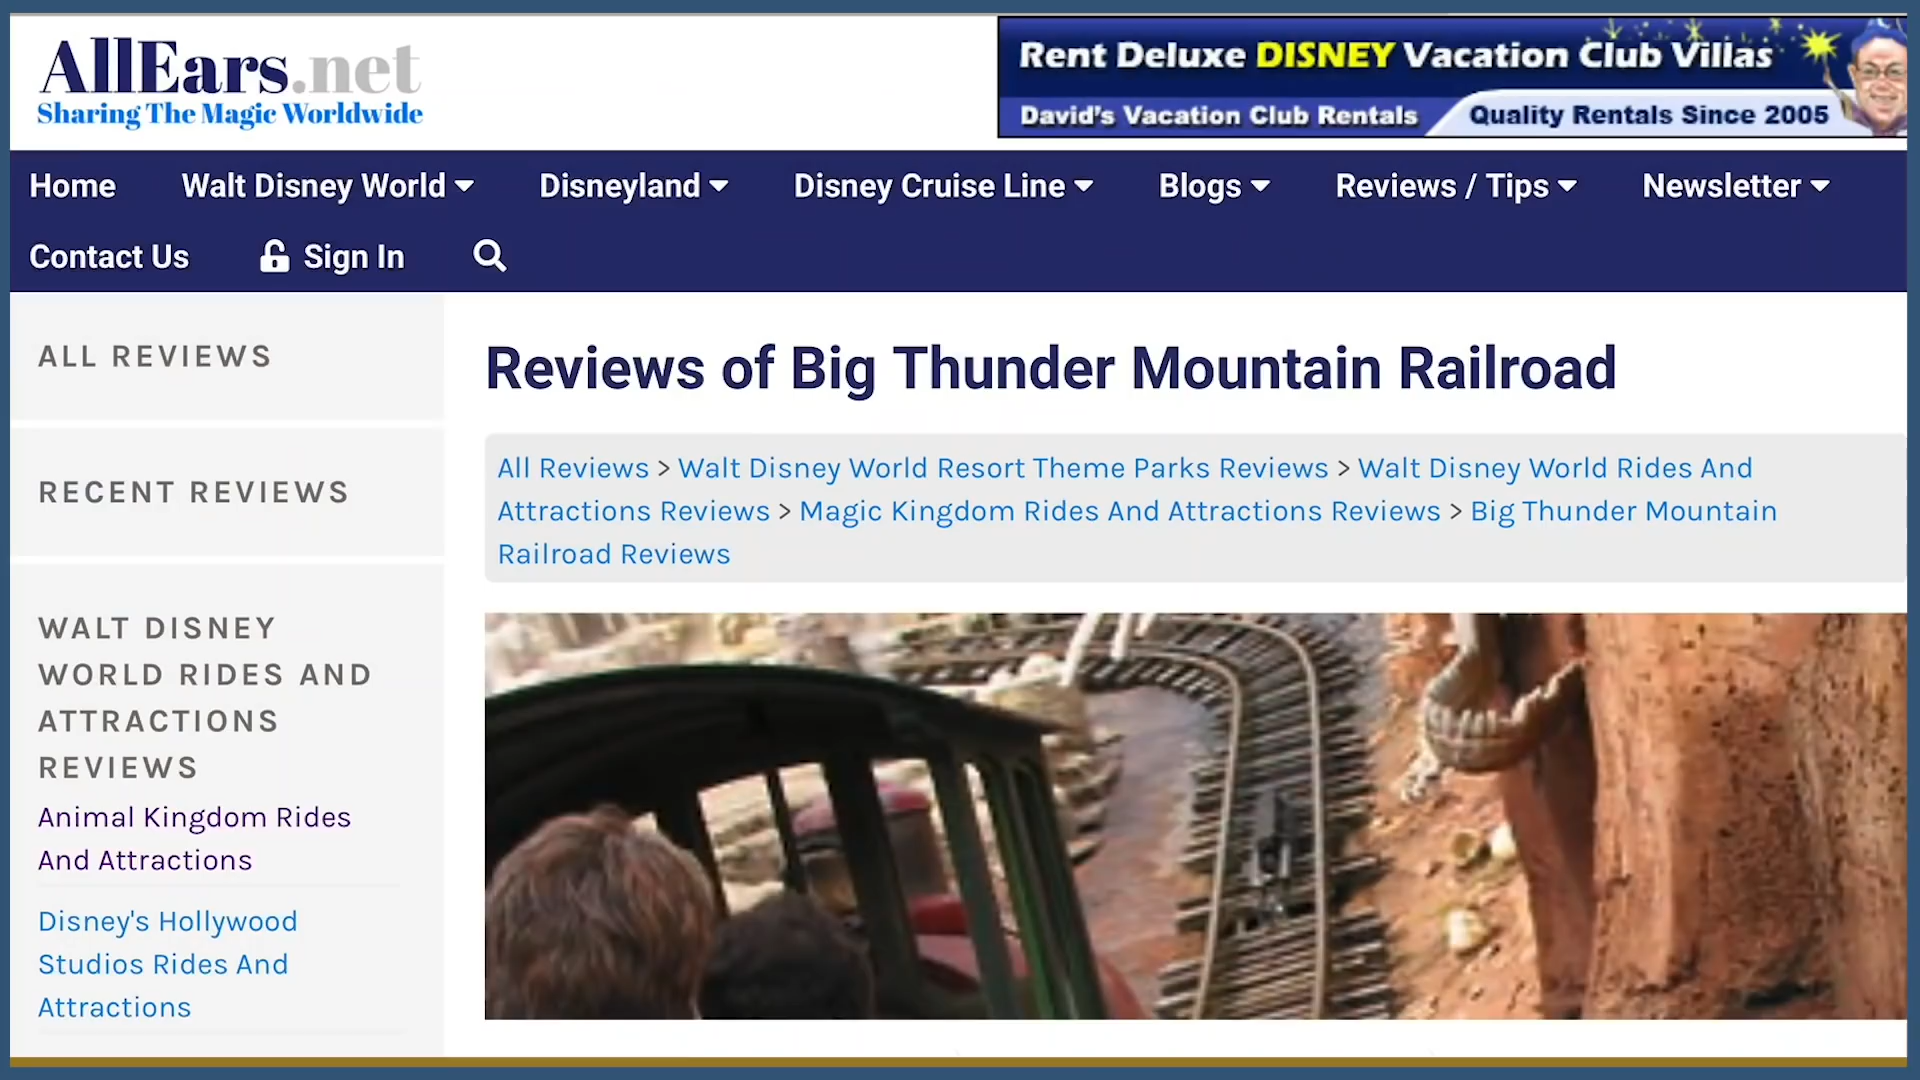 AllEars.net
Sharing The Magic Worldwide
Rent Deluxe DISNEY Vacation Club Villas
David's Vacation Club Rentals
Quality Rentals Since 2005
Home
Walt Disney World
Disneyland
Disney Cruise Line
Blogs
Reviews / Tips
Newsletter
Contact Us
Sign In
ALL REVIEWS
RECENT REVIEWS
WALT DISNEY
WORLD RIDES AND
ATTRACTIONS
REVIEWS
Animal Kingdom Rides
And Attractions
Disney's Hollywood
Studios Rides And
Attractions
Reviews of Big Thunder Mountain Railroad
All Reviews > Walt Disney World Resort Theme Parks Reviews > Walt Disney World Rides And
Attractions Reviews > Magic Kingdom Rides And Attractions Reviews > Big Thunder Mountain
Railroad Reviews